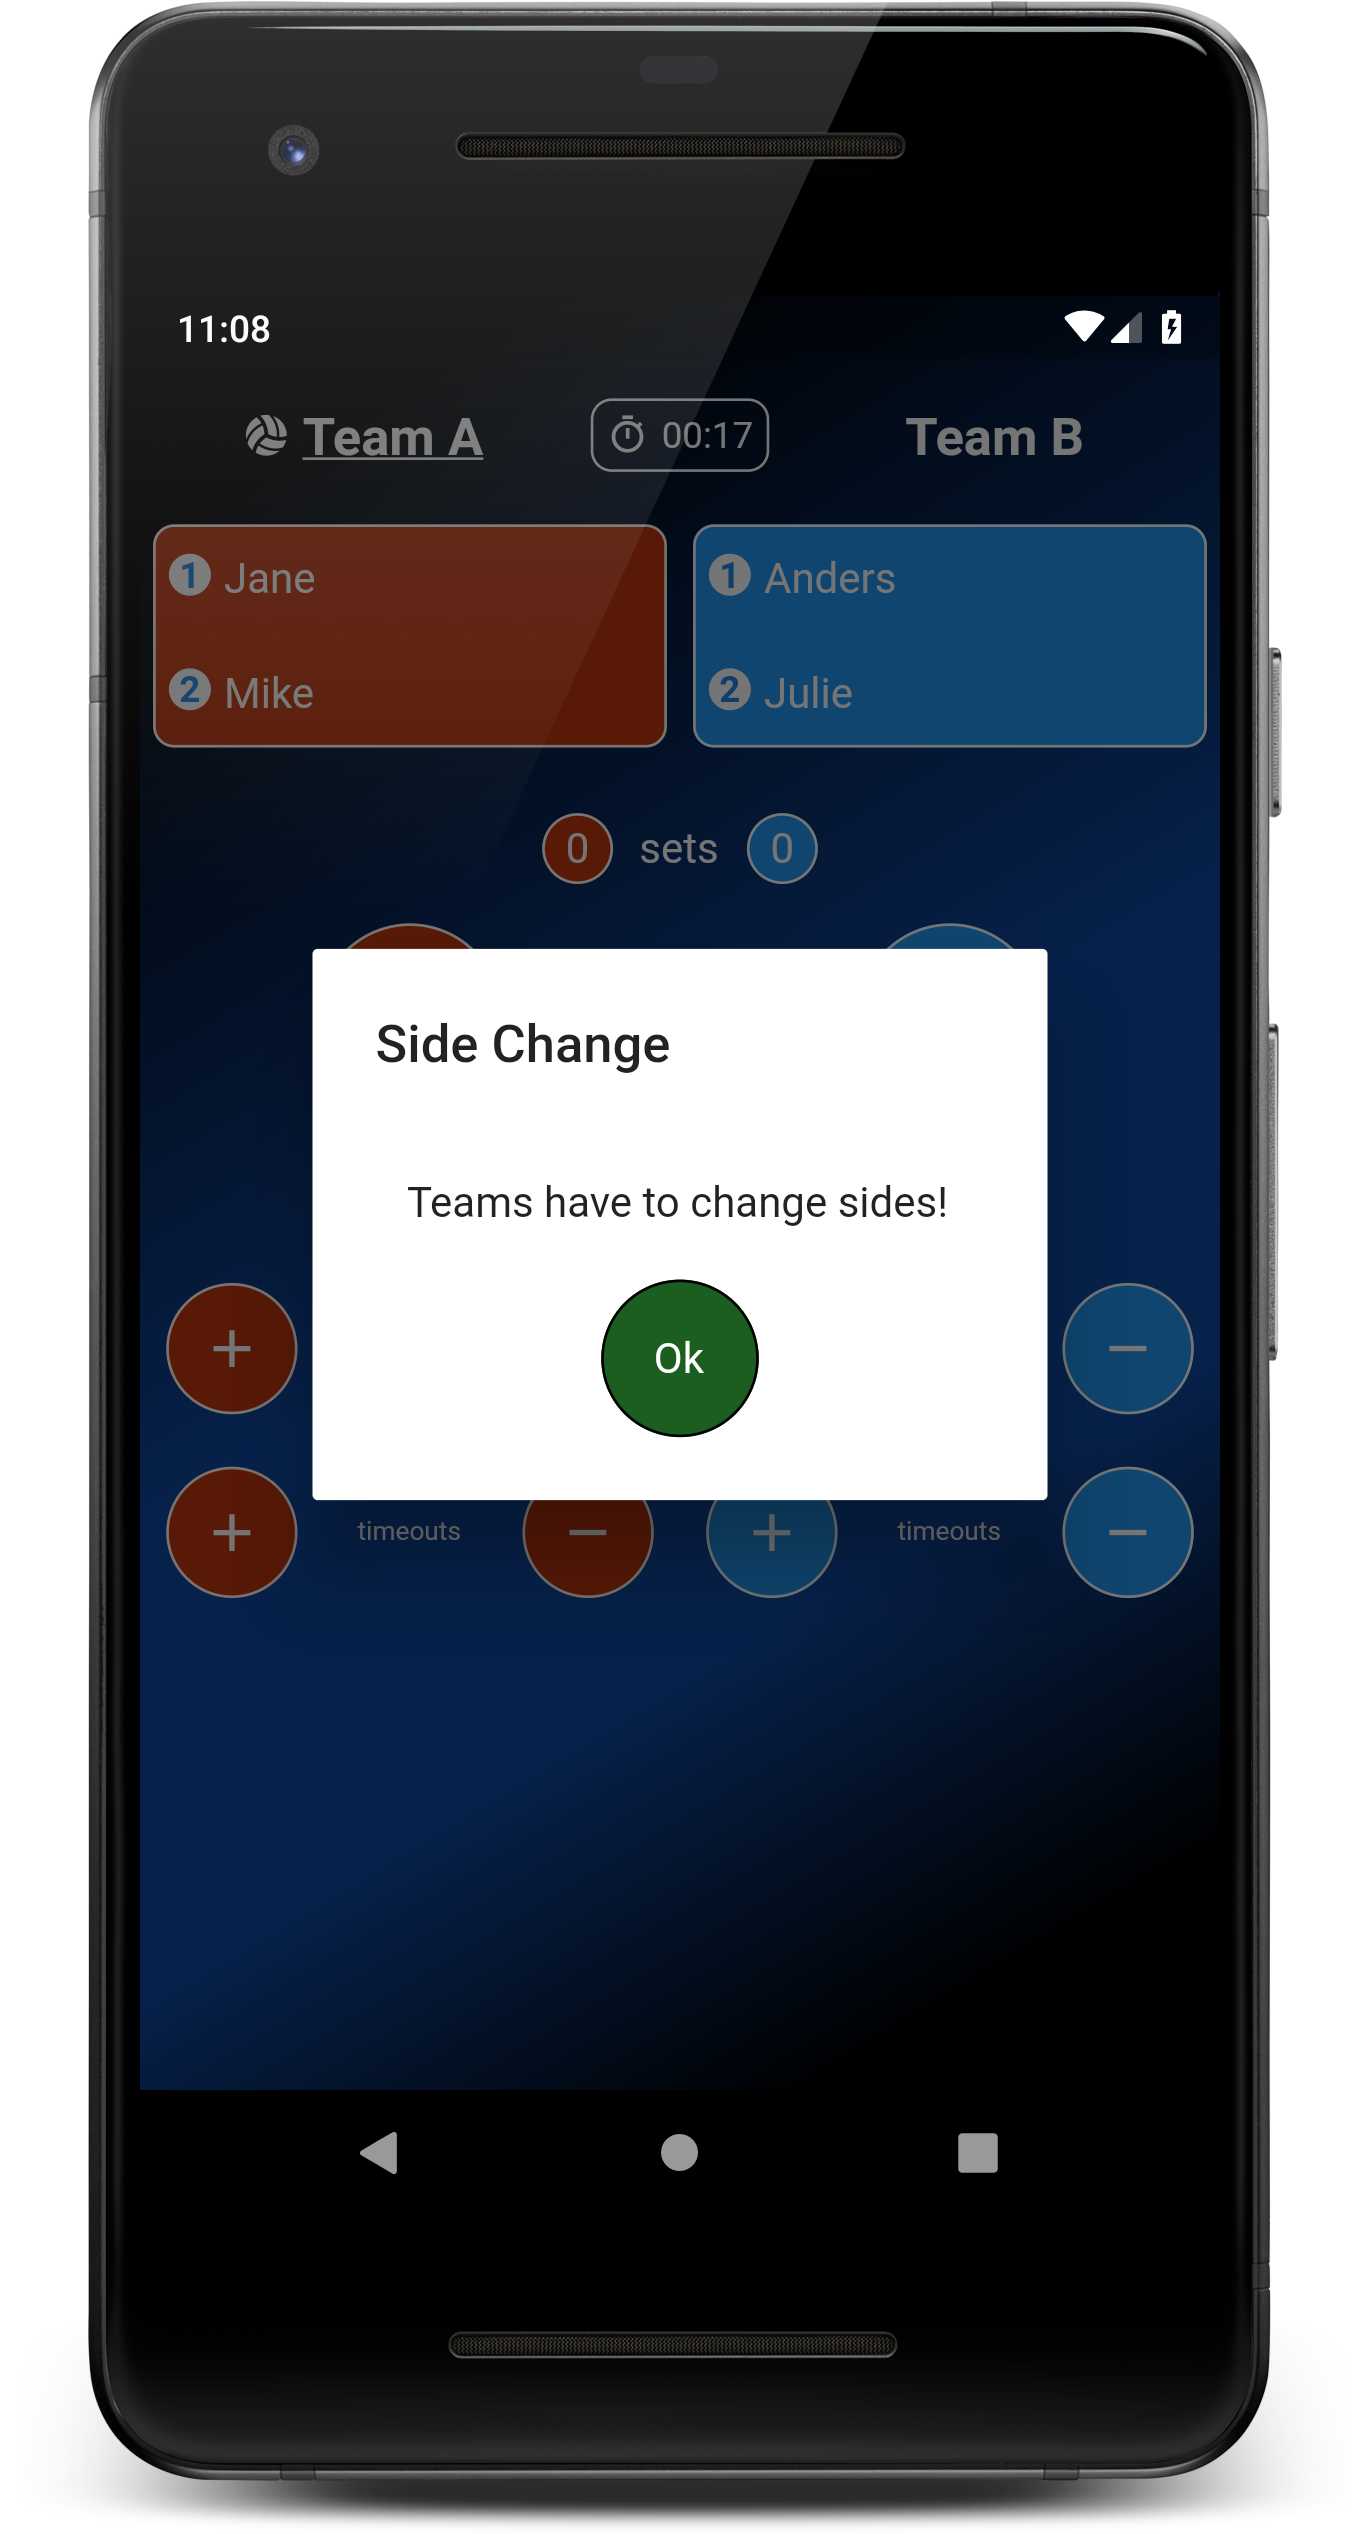 11:08
Team A 00:17 Team B
1 Jane 1 Anders
2 Mike 2 Julie
0 sets 0
Side Change
Teams have to change sides!
+ Ok −
+ timeouts − + timeouts −